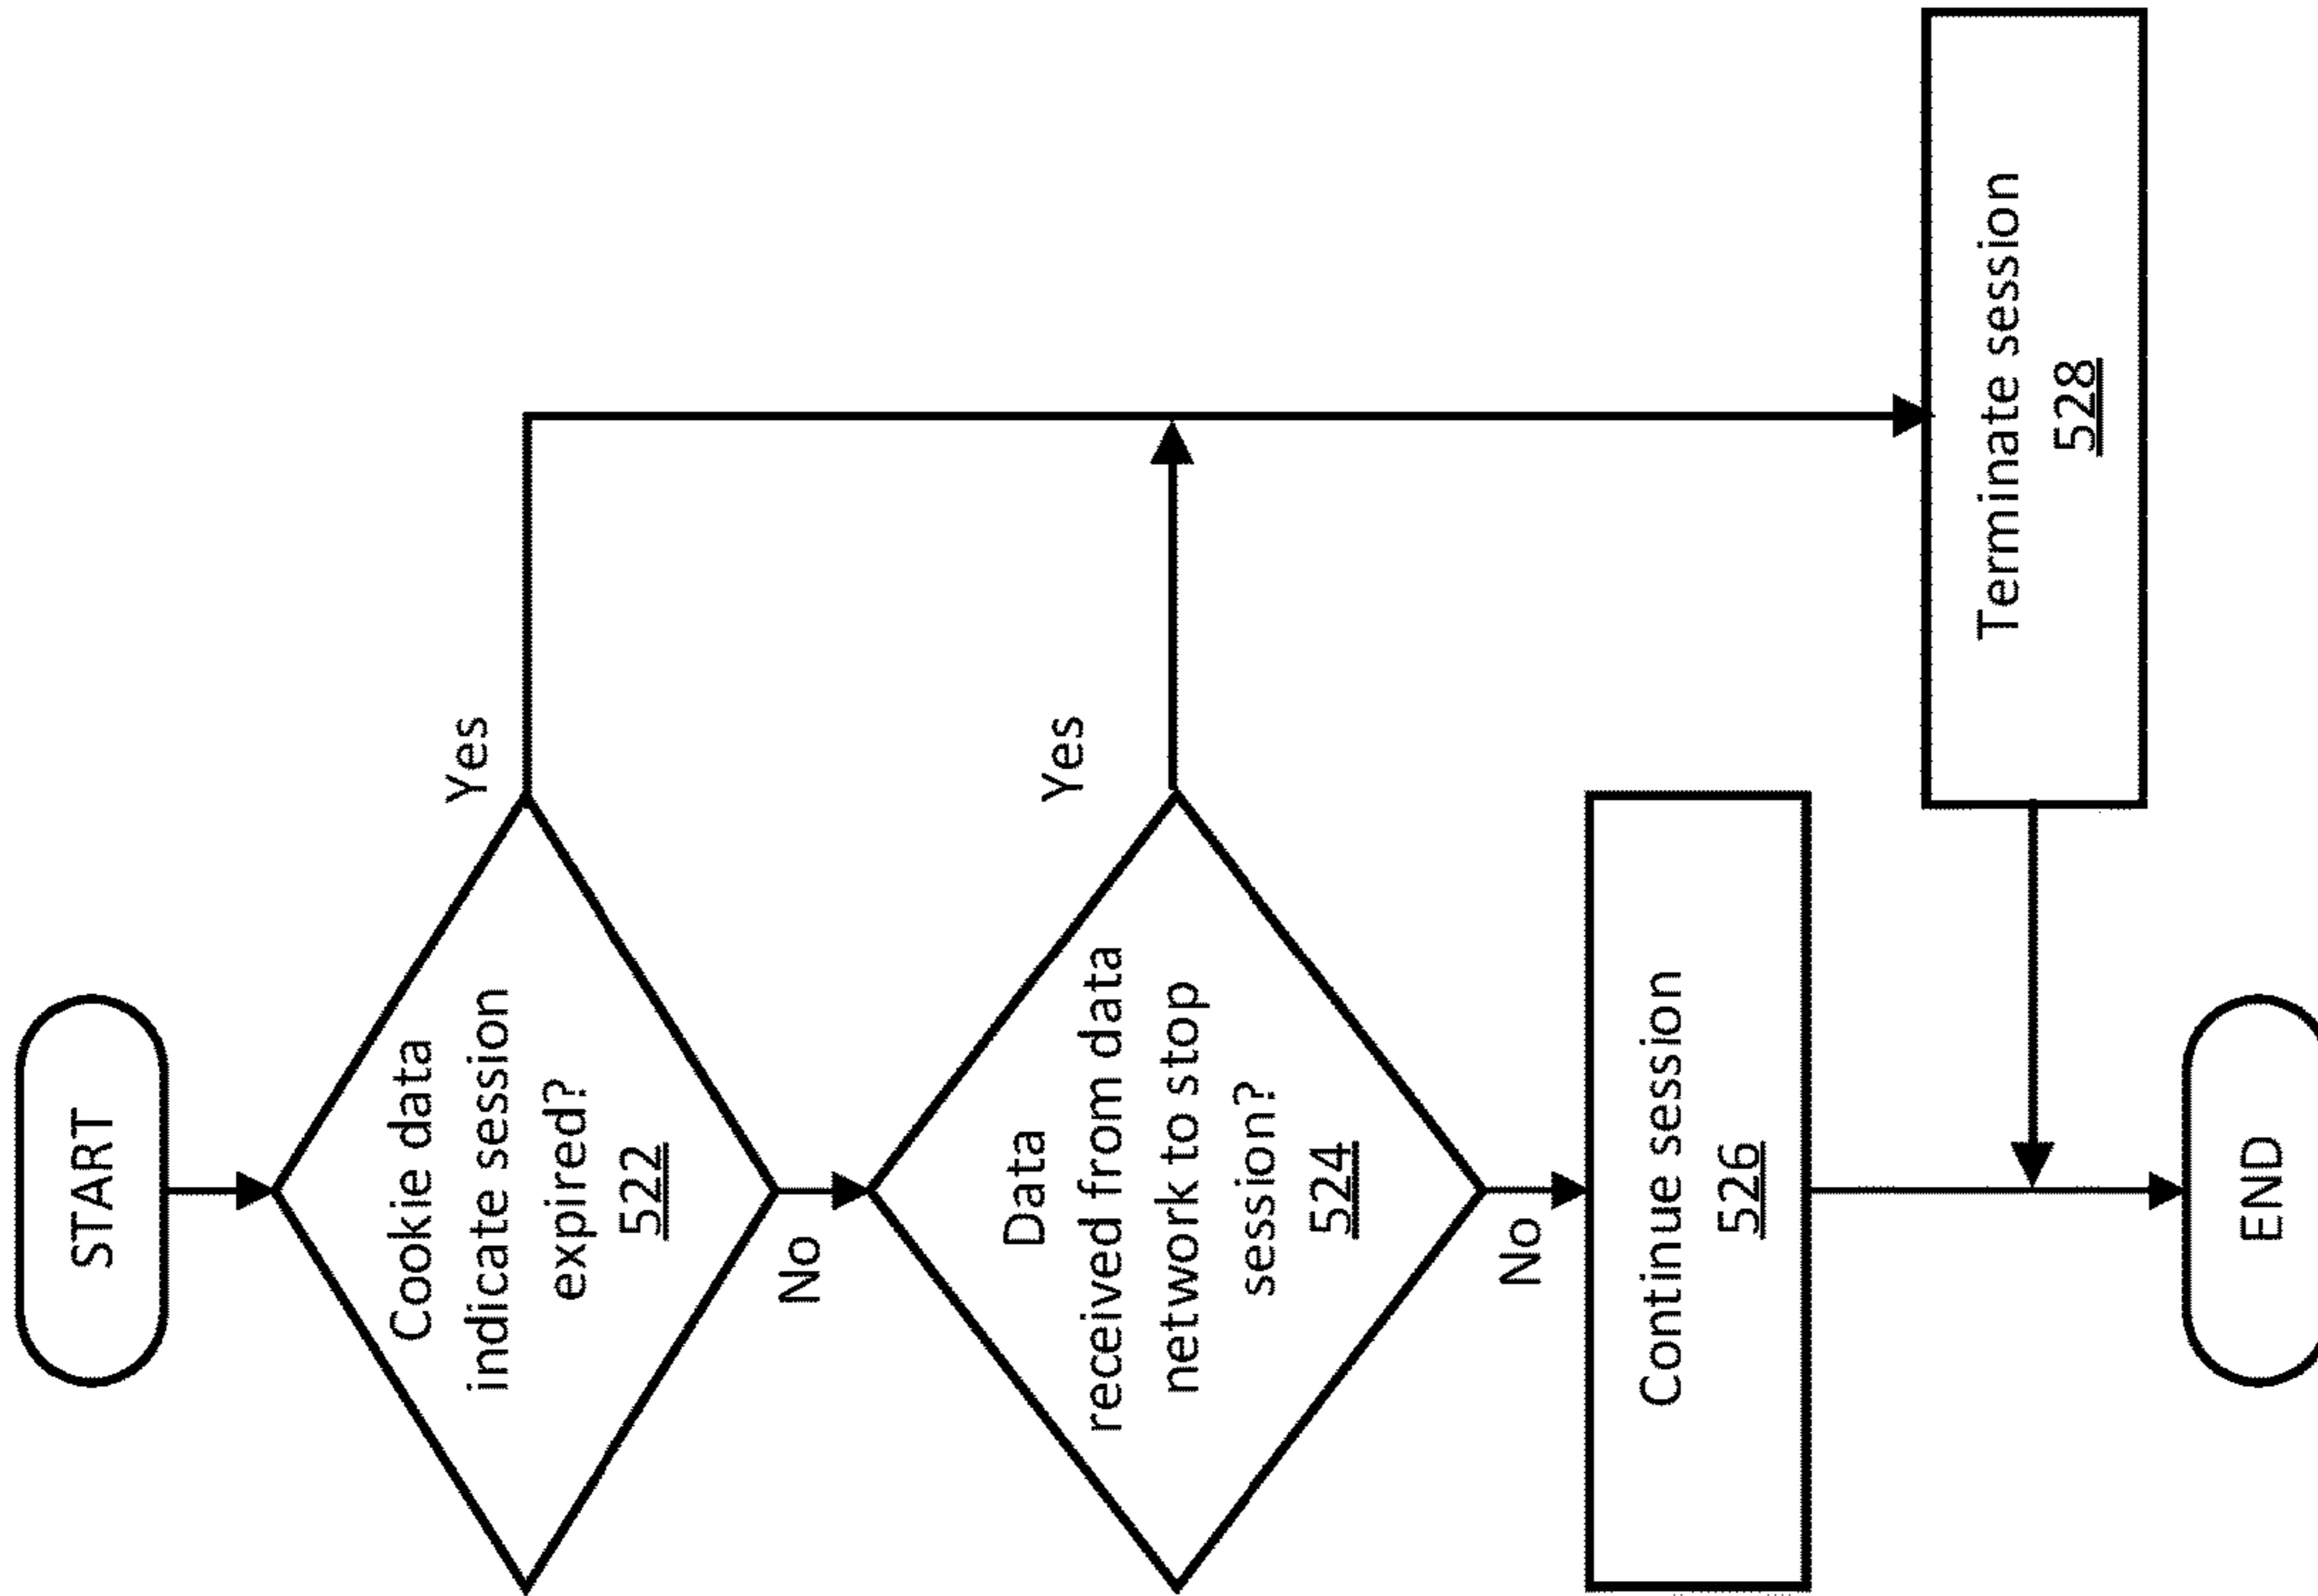 START
Cookie data
indicate session
expired?
522
Yes
No
Data
received from data
network to stop
session?
524
Yes
No
Continue session
526
Terminate session
528
END